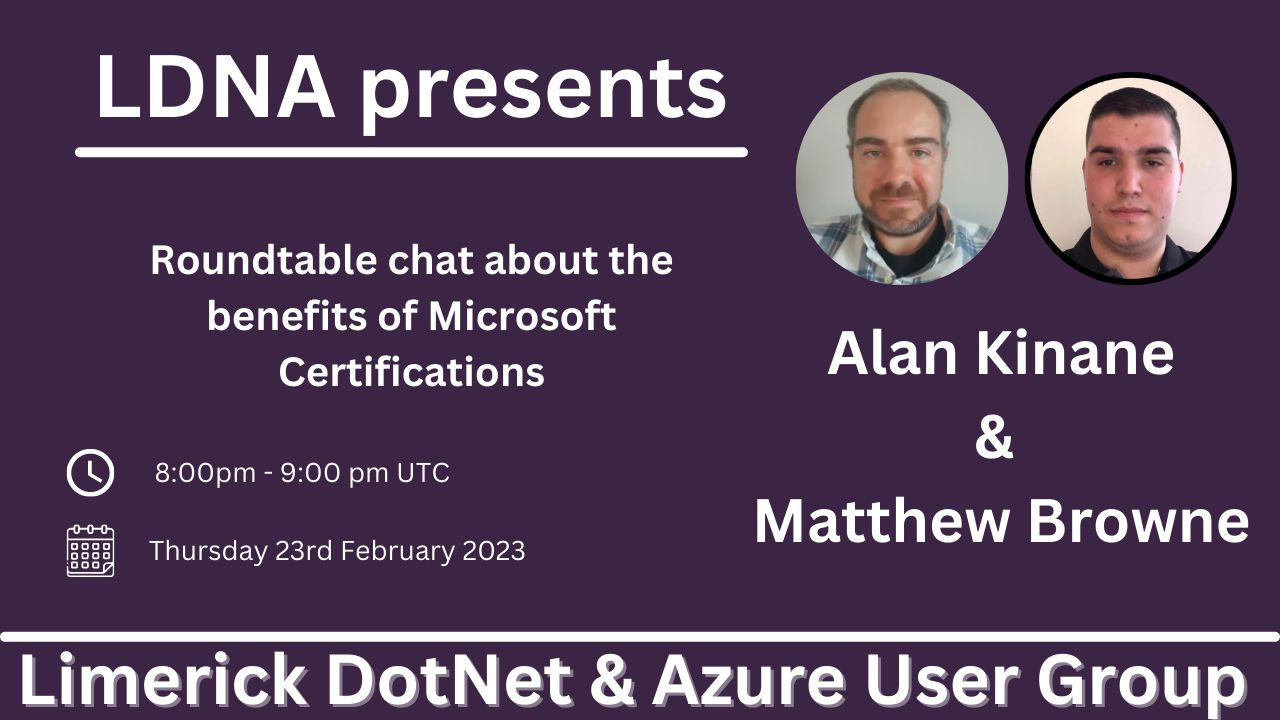 LDNA presents
Roundtable chat about the
benefits of Microsoft
Certifications
8:00pm - 9:00 pm UTC
Thursday 23rd February 2023
Alan Kinane
&
Matthew Browne
Limerick DotNet & Azure User Group